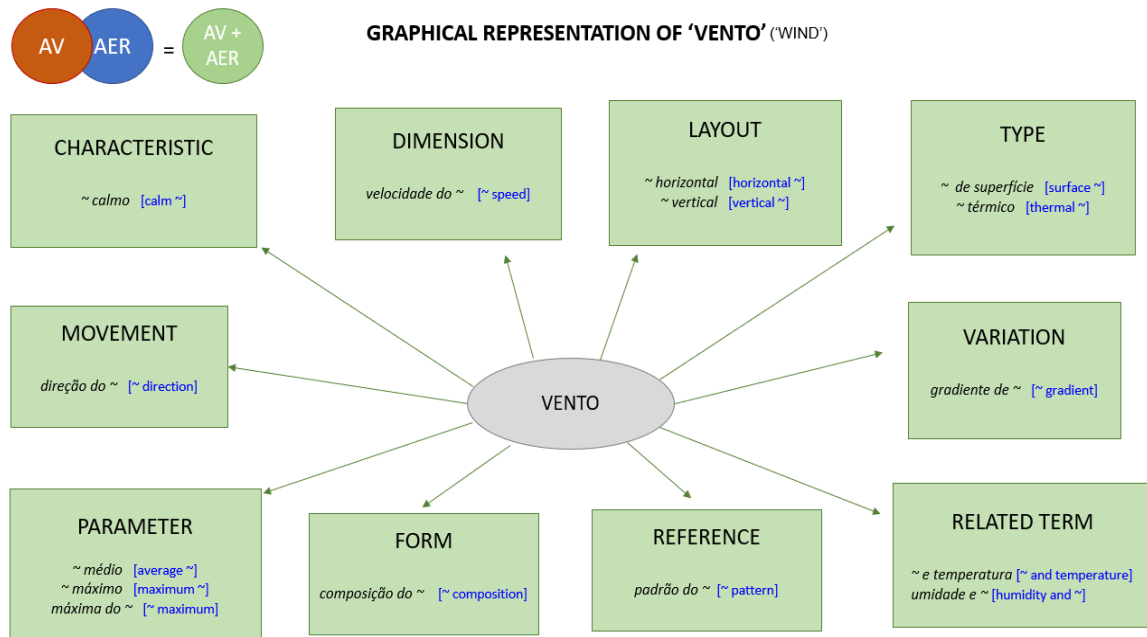 AV
AER
=
AV +
AER
GRAPHICAL REPRESENTATION OF ‘VENTO’ (‘WIND’)
CHARACTERISTIC
~ calmo [calm ~]
DIMENSION
velocidade do ~ [~ speed]
LAYOUT
~ horizontal [horizontal ~]
~ vertical [vertical ~]
TYPE
~ de superfície [surface ~]
~ térmico [thermal ~]
MOVEMENT
direção do ~ [~ direction]
VENTO
VARIATION
gradiente de ~ [~ gradient]
PARAMETER
~ médio [average ~]
~ máximo [maximum ~]
máxima do ~ [~ maximum]
FORM
composição do ~ [~ composition]
REFERENCE
padrão do ~ [~ pattern]
RELATED TERM
~ e temperatura [~ and temperature]
umidade e ~ [humidity and ~]